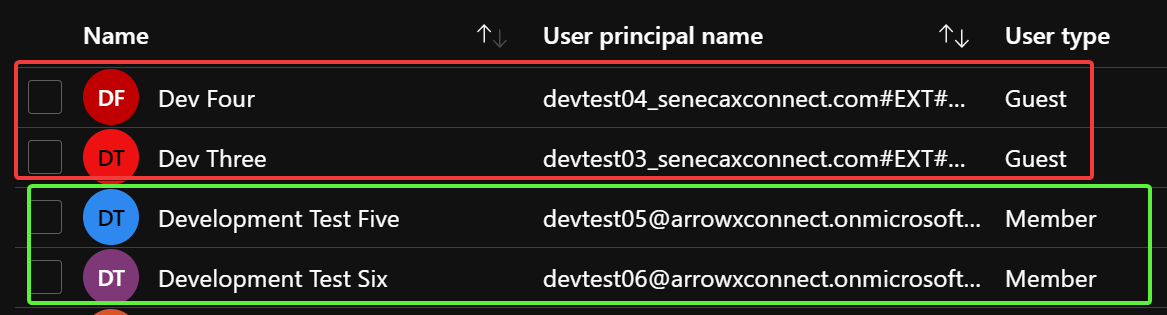 Name User principal name User type
DF Dev Four devtest04_senecaxconnect.com#EXT#... Guest
DT Dev Three devtest03_senecaxconnect.com#EXT#... Guest
DT Development Test Five devtest05@arrowxconnect.onmicrosoft... Member
DT Development Test Six devtest06@arrowxconnect.onmicrosoft... Member